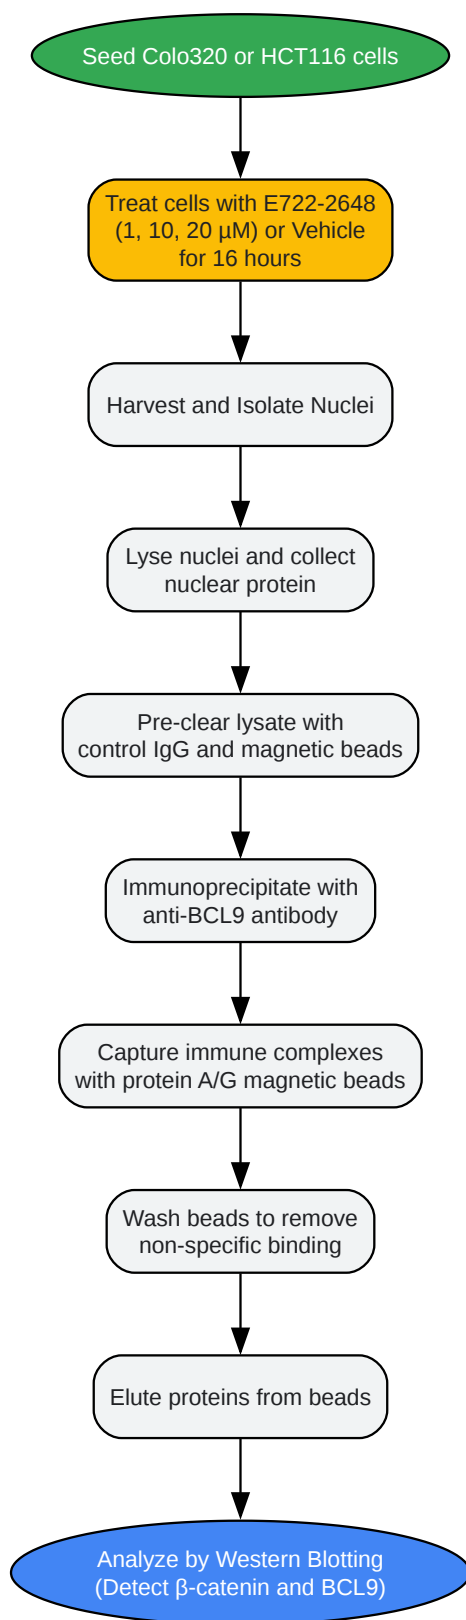 Seed Colo320 or HCT116 cells
Treat cells with E722-2648
(1, 10, 20 µM) or Vehicle
for 16 hours
Harvest and Isolate Nuclei
Lyse nuclei and collect
nuclear protein
Pre-clear lysate with
control IgG and magnetic beads
Immunoprecipitate with
anti-BCL9 antibody
Capture immune complexes
with protein A/G magnetic beads
Wash beads to remove
non-specific binding
Elute proteins from beads
Analyze by Western Blotting
(Detect β-catenin and BCL9)